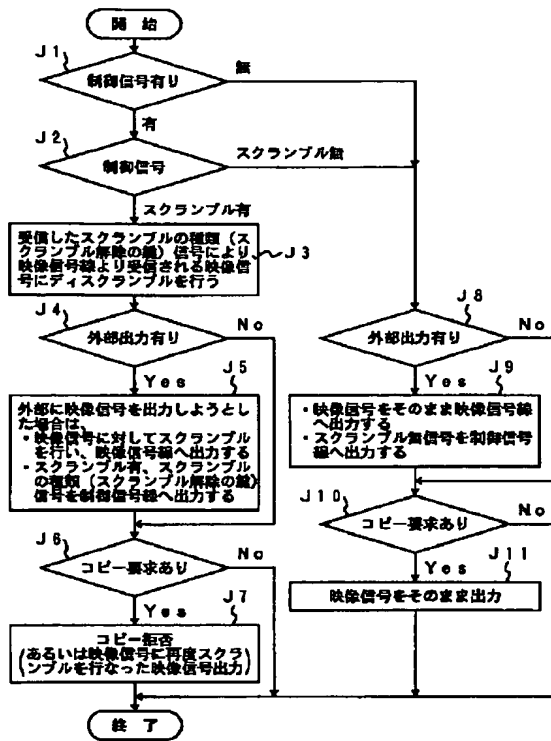 開始
J1
制御信号有り
無
有
J2
制御信号
スクランブル無
スクランブル有
受信したスクランブルの種類(ス
クランブル解除の鍵)信号により
映像信号線より受信される映像信
号にディスクランブルを行う
J3
J4
外部出力有り
No
Yes
J5
外部に映像信号を出力しようとし
た場合は、
・映像信号に対してスクランブル
を行い、映像信号線へ出力する
・スクランブル有、スクランブル
の種類(スクランブル解除の鍵)
信号を制御信号線へ出力する
J6
コピー要求あり
No
Yes
J7
コピー拒否
(あるいは映像信号に再度スクラ
ンブルを行なった映像信号出力)
J8
外部出力有り
No
Yes
J9
・映像信号をそのまま映像信号線
へ出力する
・スクランブル無信号を制御信号
線へ出力する
J10
コピー要求あり
No
Yes
J11
映像信号をそのまま出力
終了